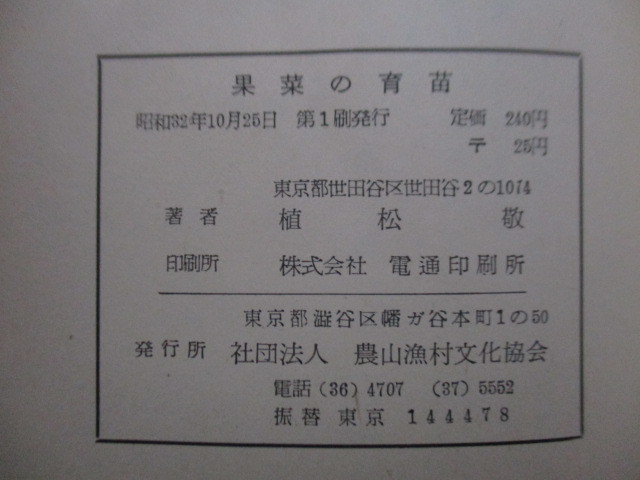 果菜の育苗
昭和32年10月25日 第1刷発行 定価 240円
〒 25円
東京都世田谷区世田谷2の1074
著者 植松 敬
印刷所 株式会社 電通印刷所
東京都澁谷区幡ガ谷本町1の50
発行所 社団法人 農山漁村文化協会
電話(36)4707 (37)5552
振替 東京 144478